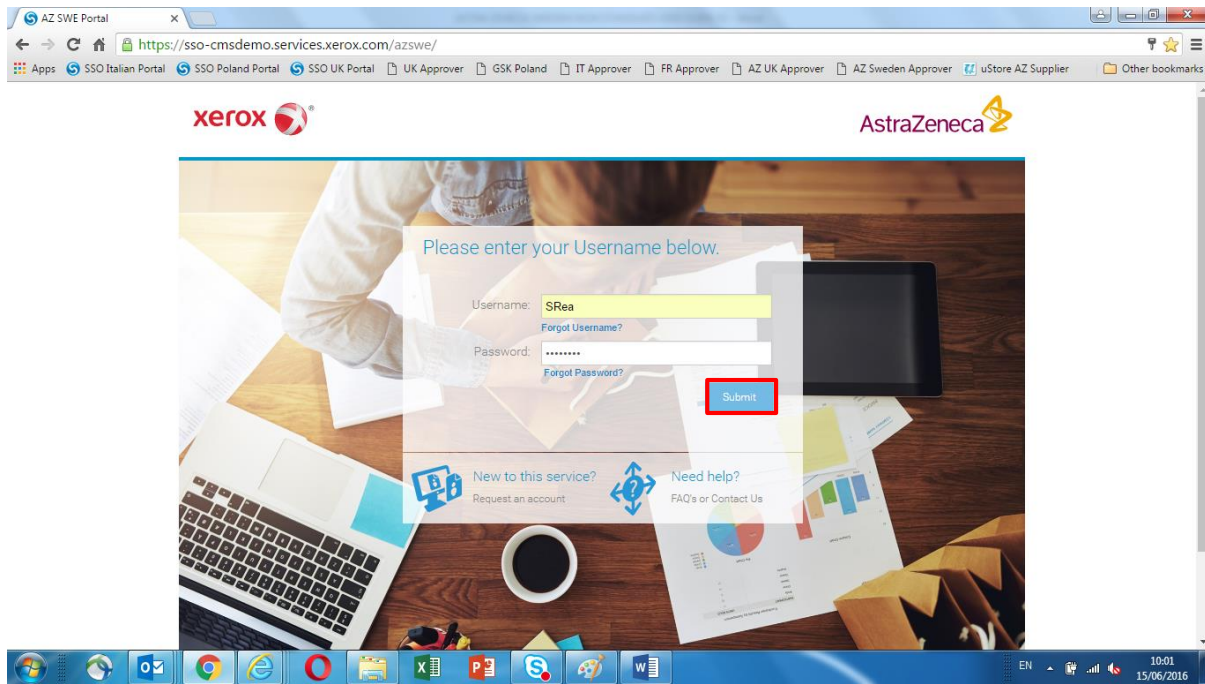 AZ SWE Portal
https://sso-cmsdemo.services.xerox.com/azswe/
Apps SSO Italian Portal SSO Poland Portal SSO UK Portal UK Approver GSK Poland IT Approver FR Approver AZ UK Approver AZ Sweden Approver uStore AZ Supplier Other bookmarks
xerox
AstraZeneca
Please enter your Username below.
Username: SRea
Forgot Username?
Password: ••••••••
Forgot Password?
Submit
New to this service? Need help?
Request an account FAQ's or Contact Us
EN 10:01
15/06/2016